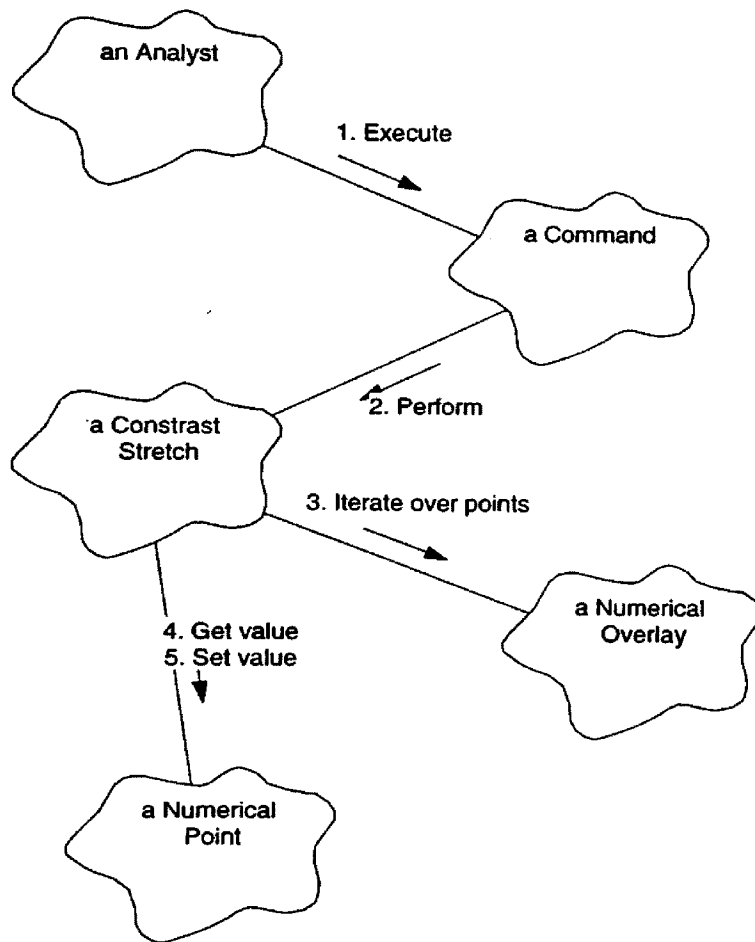 an Analyst
1. Execute
a Command
2. Perform
a Constrast
Stretch
3. Iterate over points
a Numerical
Overlay
4. Get value
5. Set value
a Numerical
Point